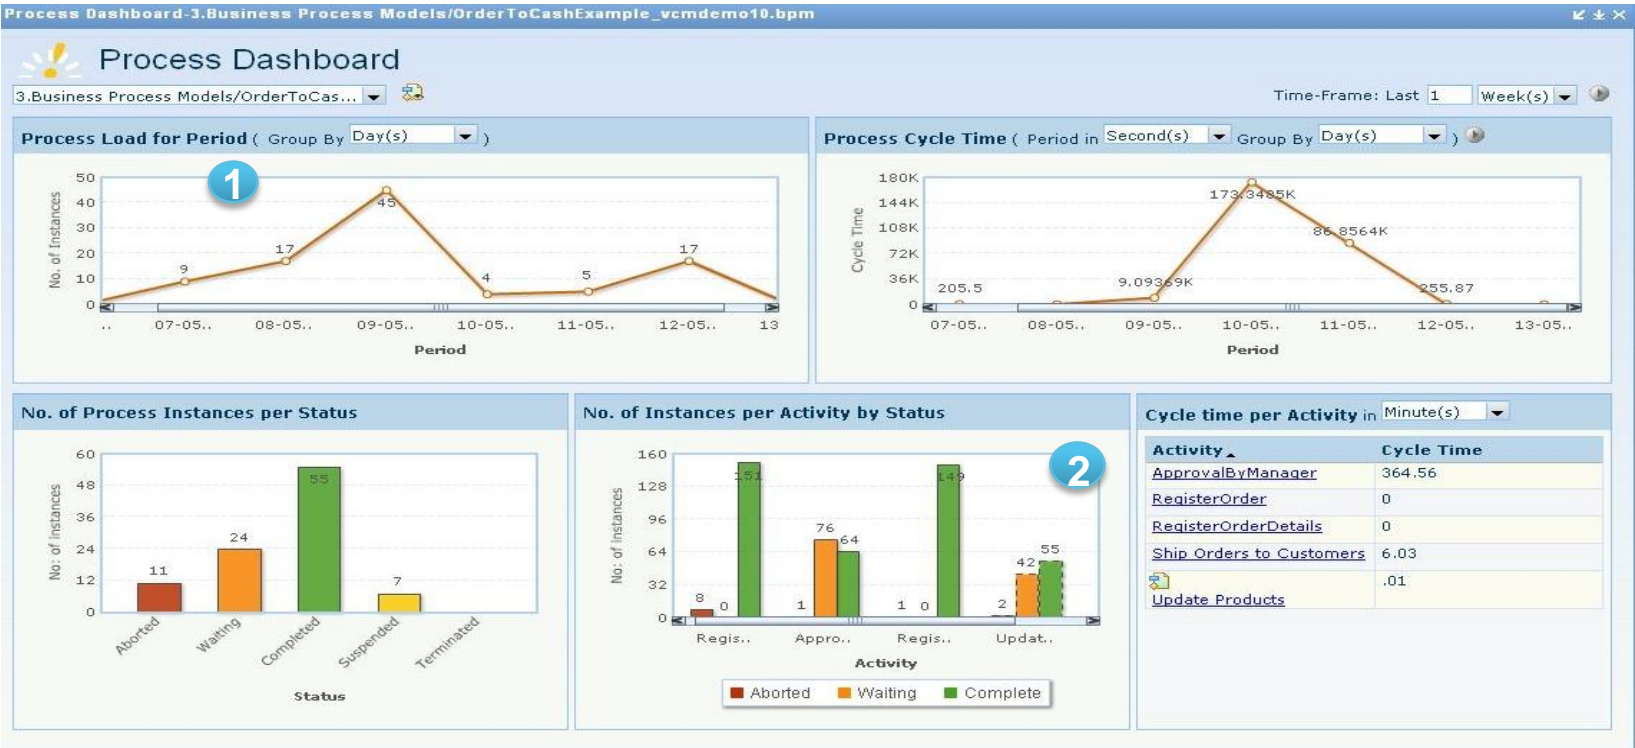 Process Dashboard-3.Business Process Models/OrderToCashExample_vcmdemo10.bpm
Process Dashboard
3.Business Process Models/OrderToCas...
Time-Frame: Last 1 Week(s)
Process Load for Period ( Group By Day(s) )
1
50
40
30
20
10
0
No. of Instances
9
17
45
4
5
17
..
07-05..
08-05..
09-05..
10-05..
11-05..
12-05..
13
Period
Process Cycle Time ( Period in Second(s) Group By Day(s) )
180K
144K
108K
72K
36K
0
Cycle Time
205.5
9.09369K
173.3485K
86.8564K
255.87
07-05..
08-05..
09-05..
10-05..
11-05..
12-05..
13-05..
Period
No. of Process Instances per Status
60
48
36
24
12
0
No: of Instances
11
24
55
7
Aborted
Waiting
Completed
Suspended
Terminated
Status
No. of Instances per Activity by Status
2
160
128
96
64
32
0
No: of Instances
8
0
151
1
76
64
1
0
149
2
42
55
Regis..
Appro..
Regis..
Updat..
Activity
Aborted
Waiting
Complete
Cycle time per Activity in Minute(s)
Activity Cycle Time
ApprovalByManager 364.56
RegisterOrder 0
RegisterOrderDetails 0
Ship Orders to Customers 6.03
.01
Update Products